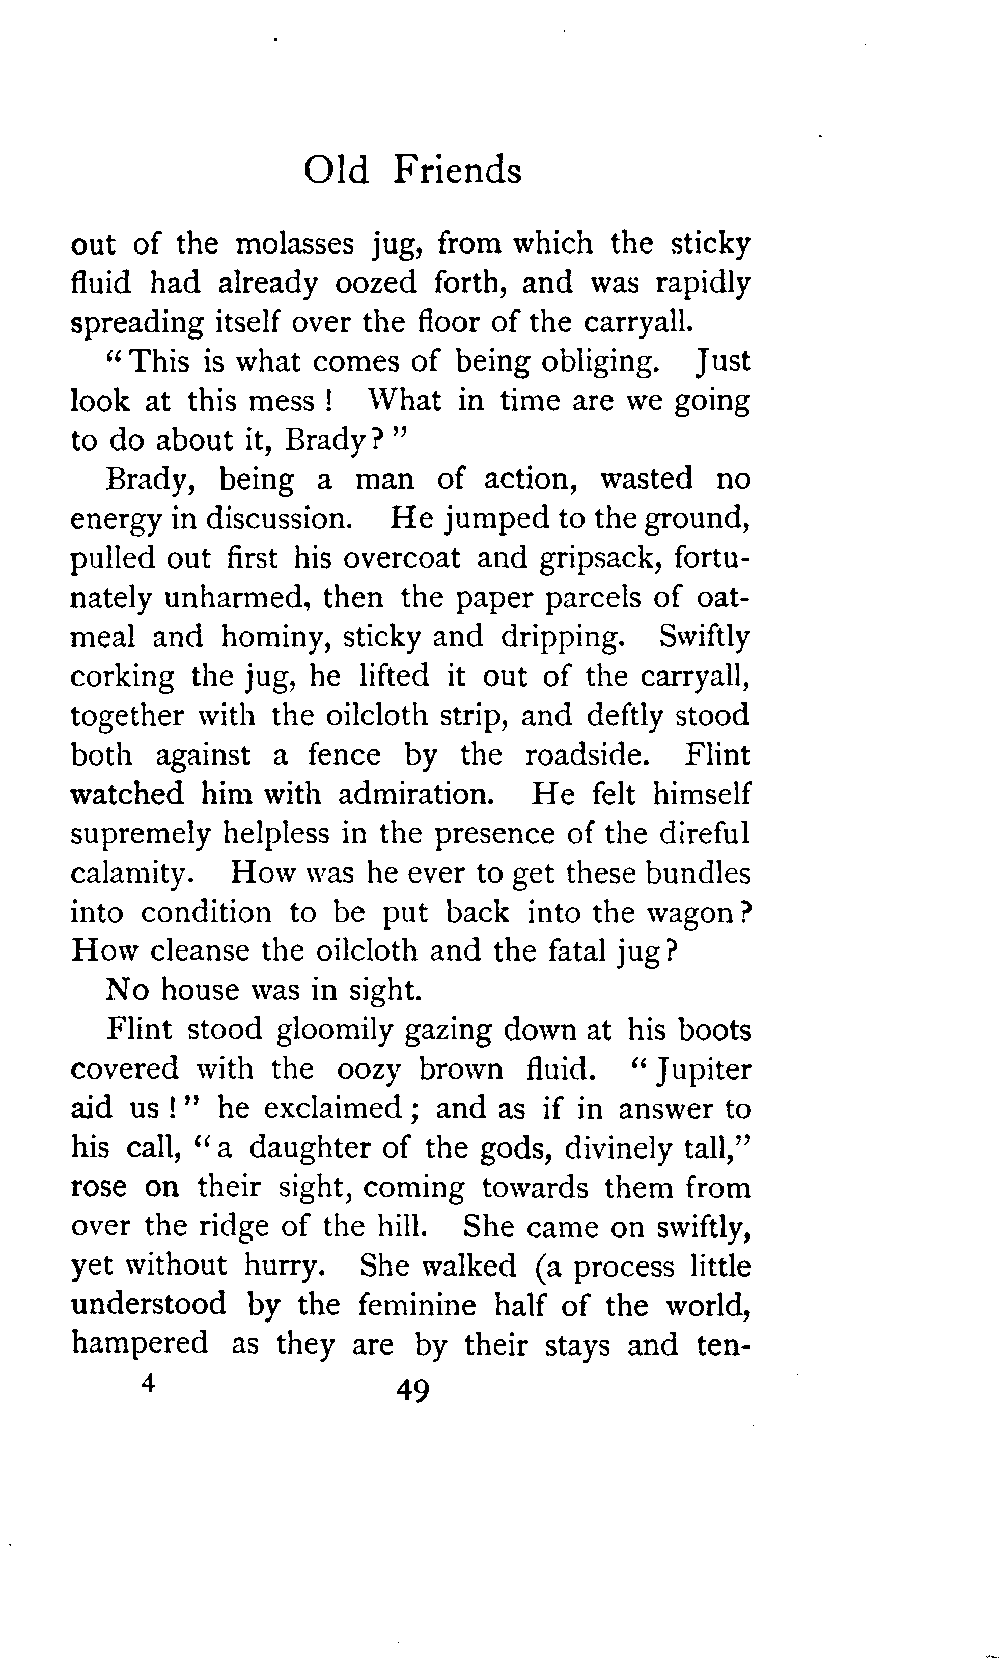 Old Friends
out of the molasses jug, from which the sticky
fluid had already oozed forth, and was rapidly
spreading itself over the floor of the carryall.
“This is what comes of being obliging. Just
look at this mess! What in time are we going
to do about it, Brady?”
Brady, being a man of action, wasted no
energy in discussion. He jumped to the ground,
pulled out first his overcoat and gripsack, fortu-
nately unharmed, then the paper parcels of oat-
meal and hominy, sticky and dripping. Swiftly
corking the jug, he lifted it out of the carryall,
together with the oilcloth strip, and deftly stood
both against a fence by the roadside. Flint
watched him with admiration. He felt himself
supremely helpless in the presence of the direful
calamity. How was he ever to get these bundles
into condition to be put back into the wagon?
How cleanse the oilcloth and the fatal jug?
No house was in sight.
Flint stood gloomily gazing down at his boots
covered with the oozy brown fluid. “Jupiter
aid us!” he exclaimed; and as if in answer to
his call, “a daughter of the gods, divinely tall,”
rose on their sight, coming towards them from
over the ridge of the hill. She came on swiftly,
yet without hurry. She walked (a process little
understood by the feminine half of the world,
hampered as they are by their stays and ten-
4 49